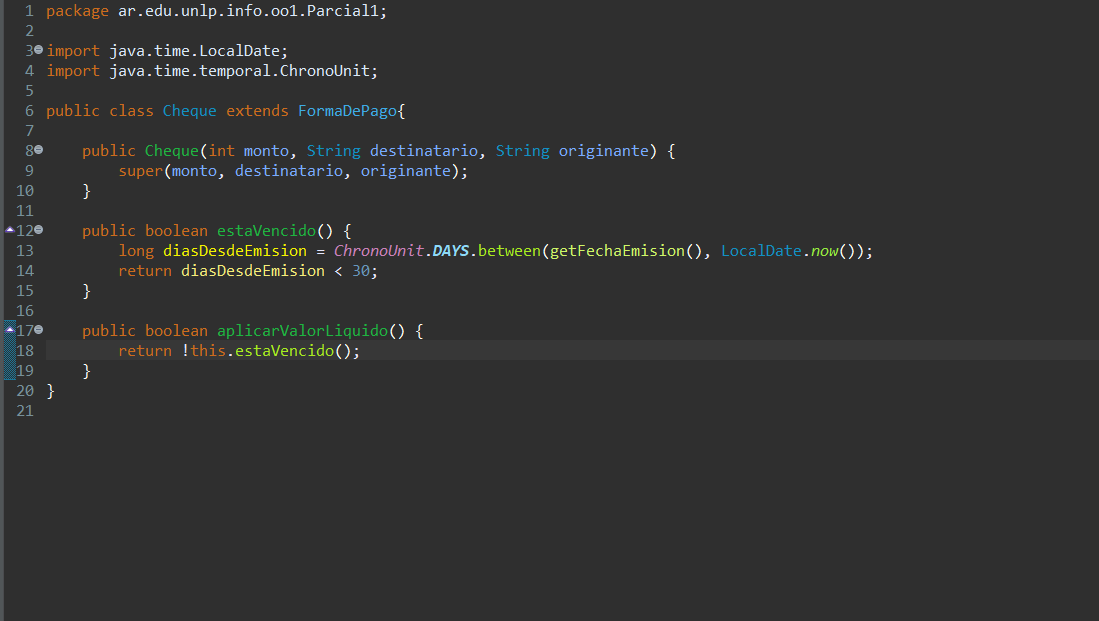 1 package ar.edu.unlp.info.oo1.Parcial1;
2
3 import java.time.LocalDate;
4 import java.time.temporal.ChronoUnit;
5
6 public class Cheque extends FormaDePago{
7
8     public Cheque(int monto, String destinatario, String originante) {
9         super(monto, destinatario, originante);
10     }
11
12     public boolean estaVencido() {
13         long diasDesdeEmision = ChronoUnit.DAYS.between(getFechaEmision(), LocalDate.now());
14         return diasDesdeEmision < 30;
15     }
16
17     public boolean aplicarValorLiquido() {
18         return !this.estaVencido();
19     }
20 }
21